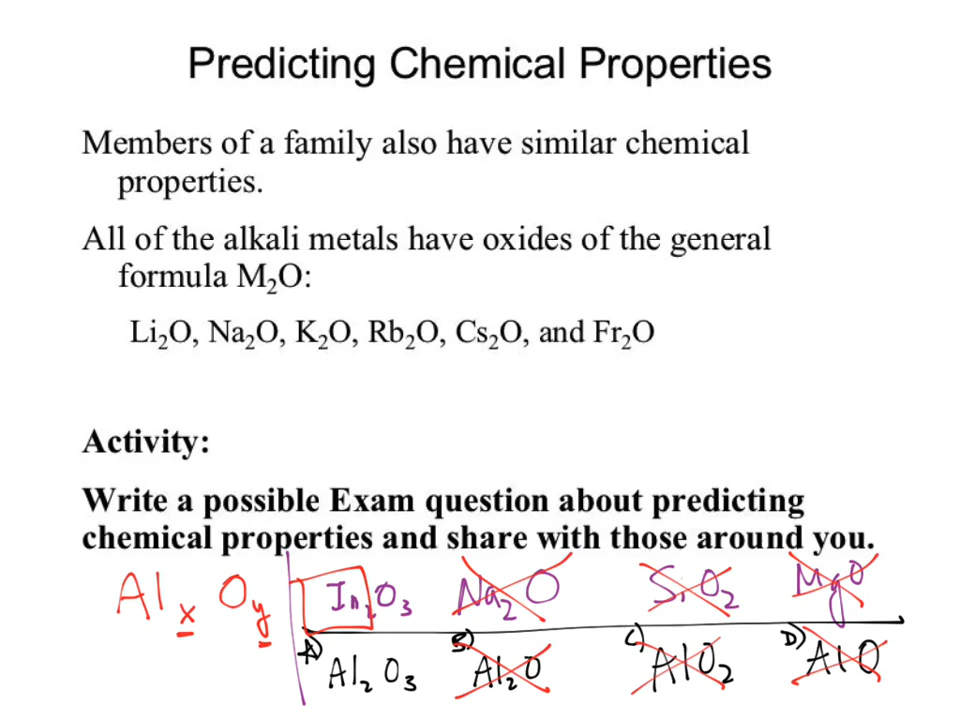 Predicting Chemical Properties
Members of a family also have similar chemical
properties.
All of the alkali metals have oxides of the general
formula M₂O:
Li₂O, Na₂O, K₂O, Rb₂O, Cs₂O, and Fr₂O
Activity:
Write a possible Exam question about predicting
chemical properties and share with those around you.
Alₓ Oy In₂O₃ Na₂O SiO₂ MgO
A) Al₂O₃ B) Al₂O C) AlO₂ D) AlO